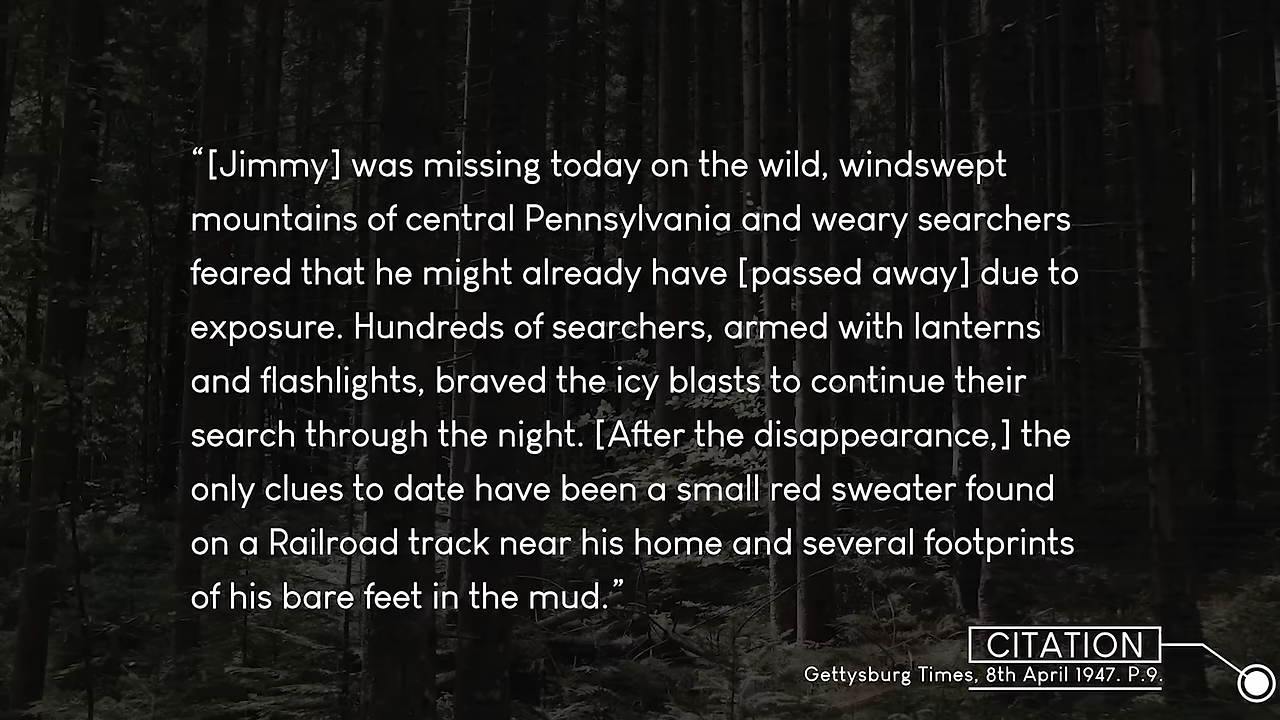 “[Jimmy] was missing today on the wild, windswept
mountains of central Pennsylvania and weary searchers
feared that he might already have [passed away] due to
exposure. Hundreds of searchers, armed with lanterns
and flashlights, braved the icy blasts to continue their
search through the night. [After the disappearance,] the
only clues to date have been a small red sweater found
on a Railroad track near his home and several footprints
of his bare feet in the mud.”
CITATION
Gettysburg Times, 8th April 1947. P.9.